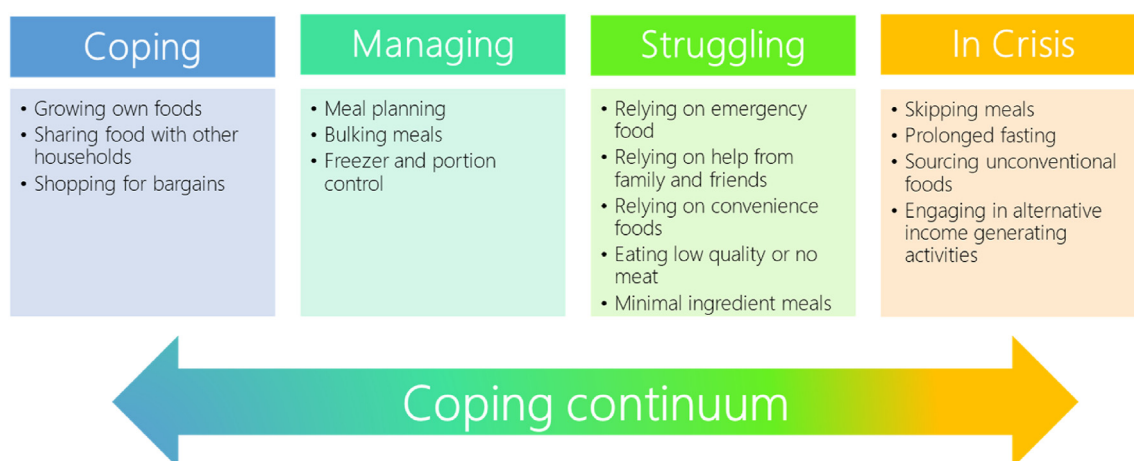 Coping
• Growing own foods
• Sharing food with other
households
• Shopping for bargains
Managing
• Meal planning
• Bulking meals
• Freezer and portion
control
Struggling
• Relying on emergency
food
• Relying on help from
family and friends
• Relying on convenience
foods
• Eating low quality or no
meat
• Minimal ingredient meals
In Crisis
• Skipping meals
• Prolonged fasting
• Sourcing unconventional
foods
• Engaging in alternative
income generating
activities
Coping continuum